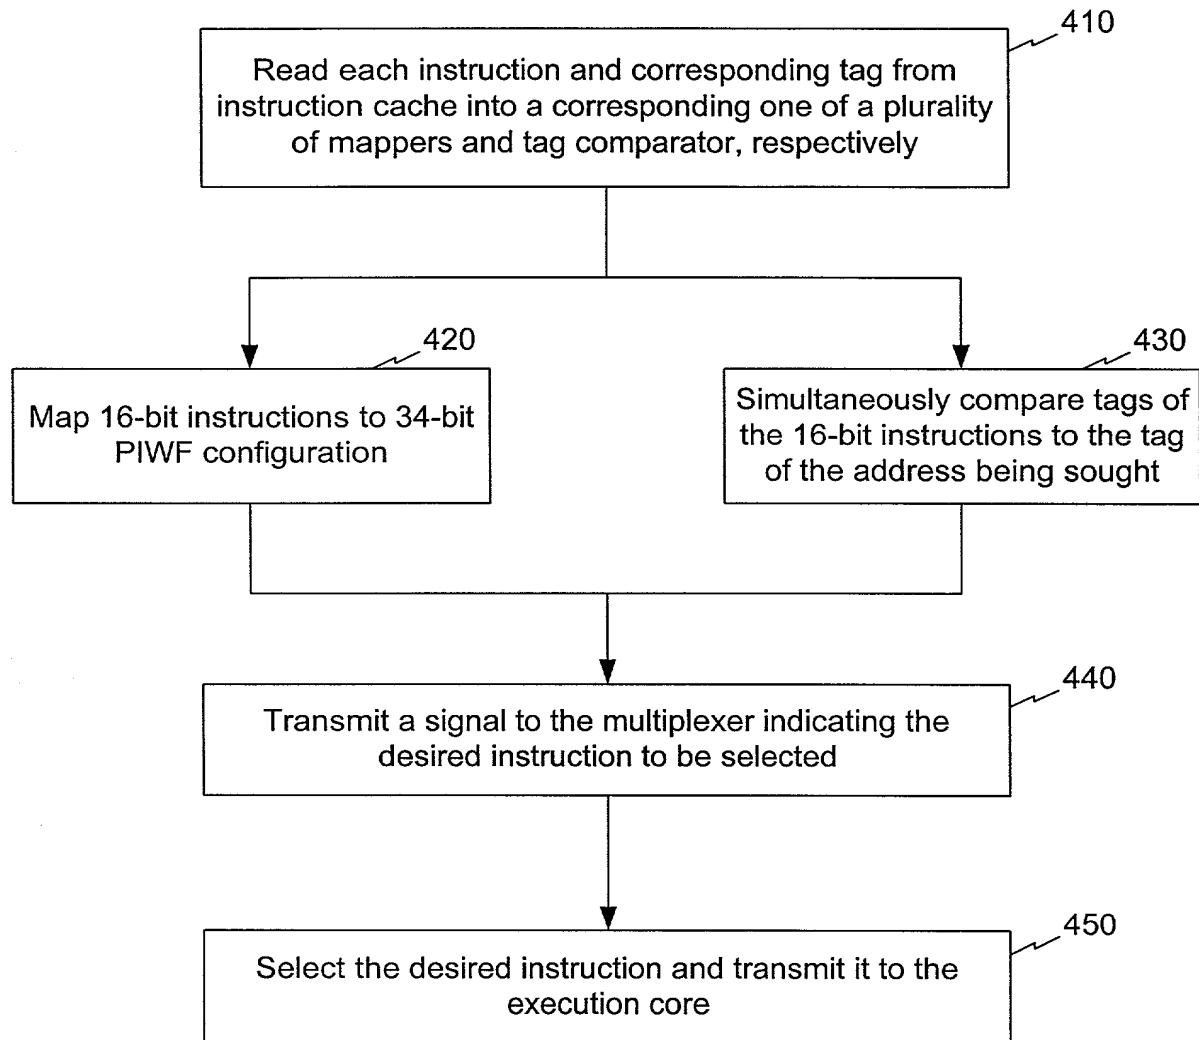 410
Read each instruction and corresponding tag from
instruction cache into a corresponding one of a plurality
of mappers and tag comparator, respectively
420
Map 16-bit instructions to 34-bit
PIWF configuration
430
Simultaneously compare tags of
the 16-bit instructions to the tag
of the address being sought
440
Transmit a signal to the multiplexer indicating the
desired instruction to be selected
450
Select the desired instruction and transmit it to the
execution core